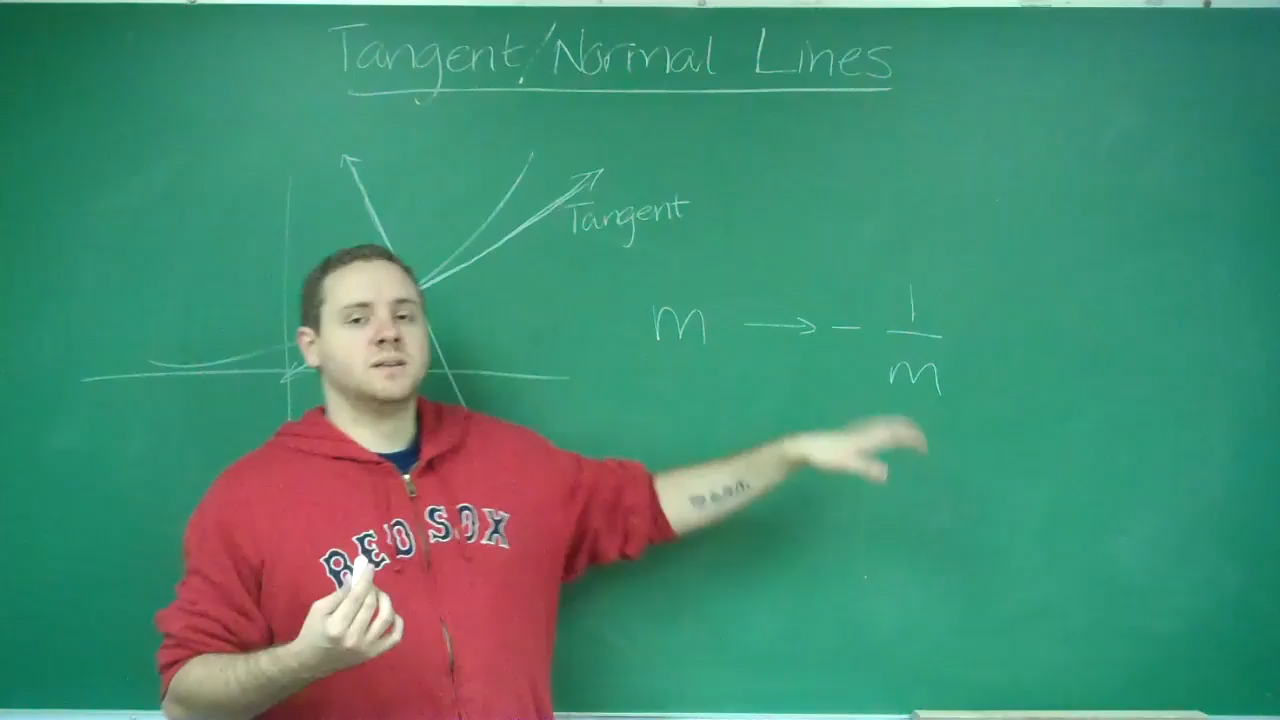 Tangent/Normal Lines
Tangent
m → - 1/m
RED SOX